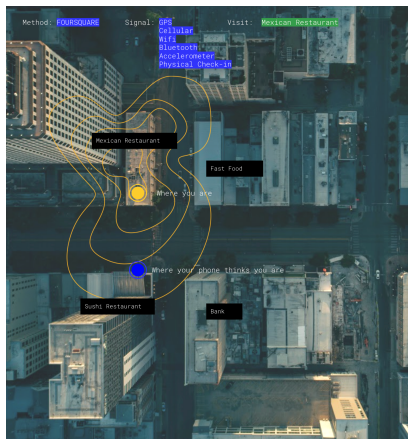 Method: FOURSQUARE Signal: GPS Visit: Mexican Restaurant
Cellular
Wifi
Bluetooth
Accelerometer
Physical Check-in
Mexican Restaurant
Fast Food
Where you are
Where your phone thinks you are
Sushi Restaurant
Bank